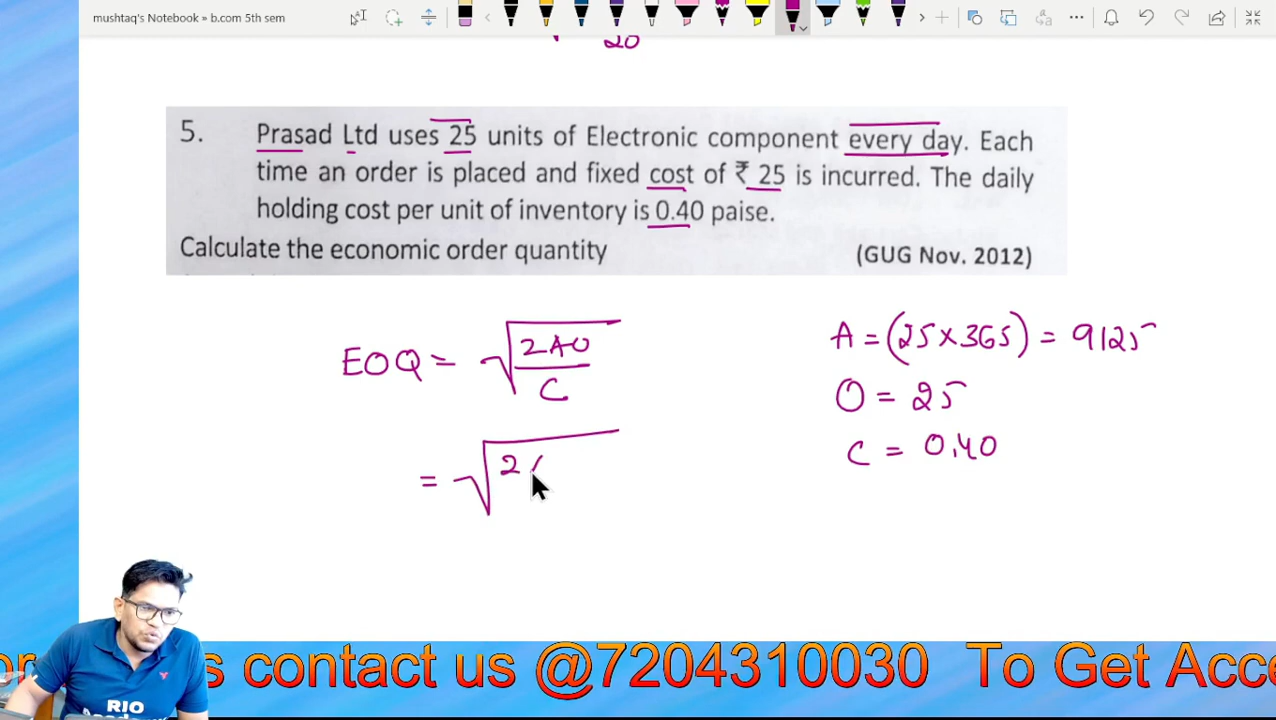 mushtaq's Notebook » b.com 5th sem
20
5. Prasad Ltd uses 25 units of Electronic component every day. Each
time an order is placed and fixed cost of ₹ 25 is incurred. The daily
holding cost per unit of inventory is 0.40 paise.
Calculate the economic order quantity (GUG Nov. 2012)
EOQ = √2AO/C
= √2(
A = (25×365) = 9125
O = 25
C = 0.40
RIO
s contact us @7204310030 To Get Acce